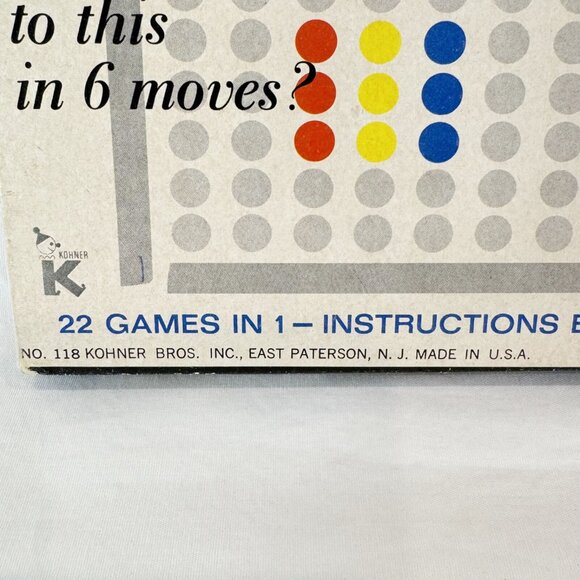 to this
in 6 moves?
KOHNER
K
22 GAMES IN 1 — INSTRUCTIONS
NO. 118 KOHNER BROS. INC., EAST PATERSON, N. J. MADE IN U.S.A.